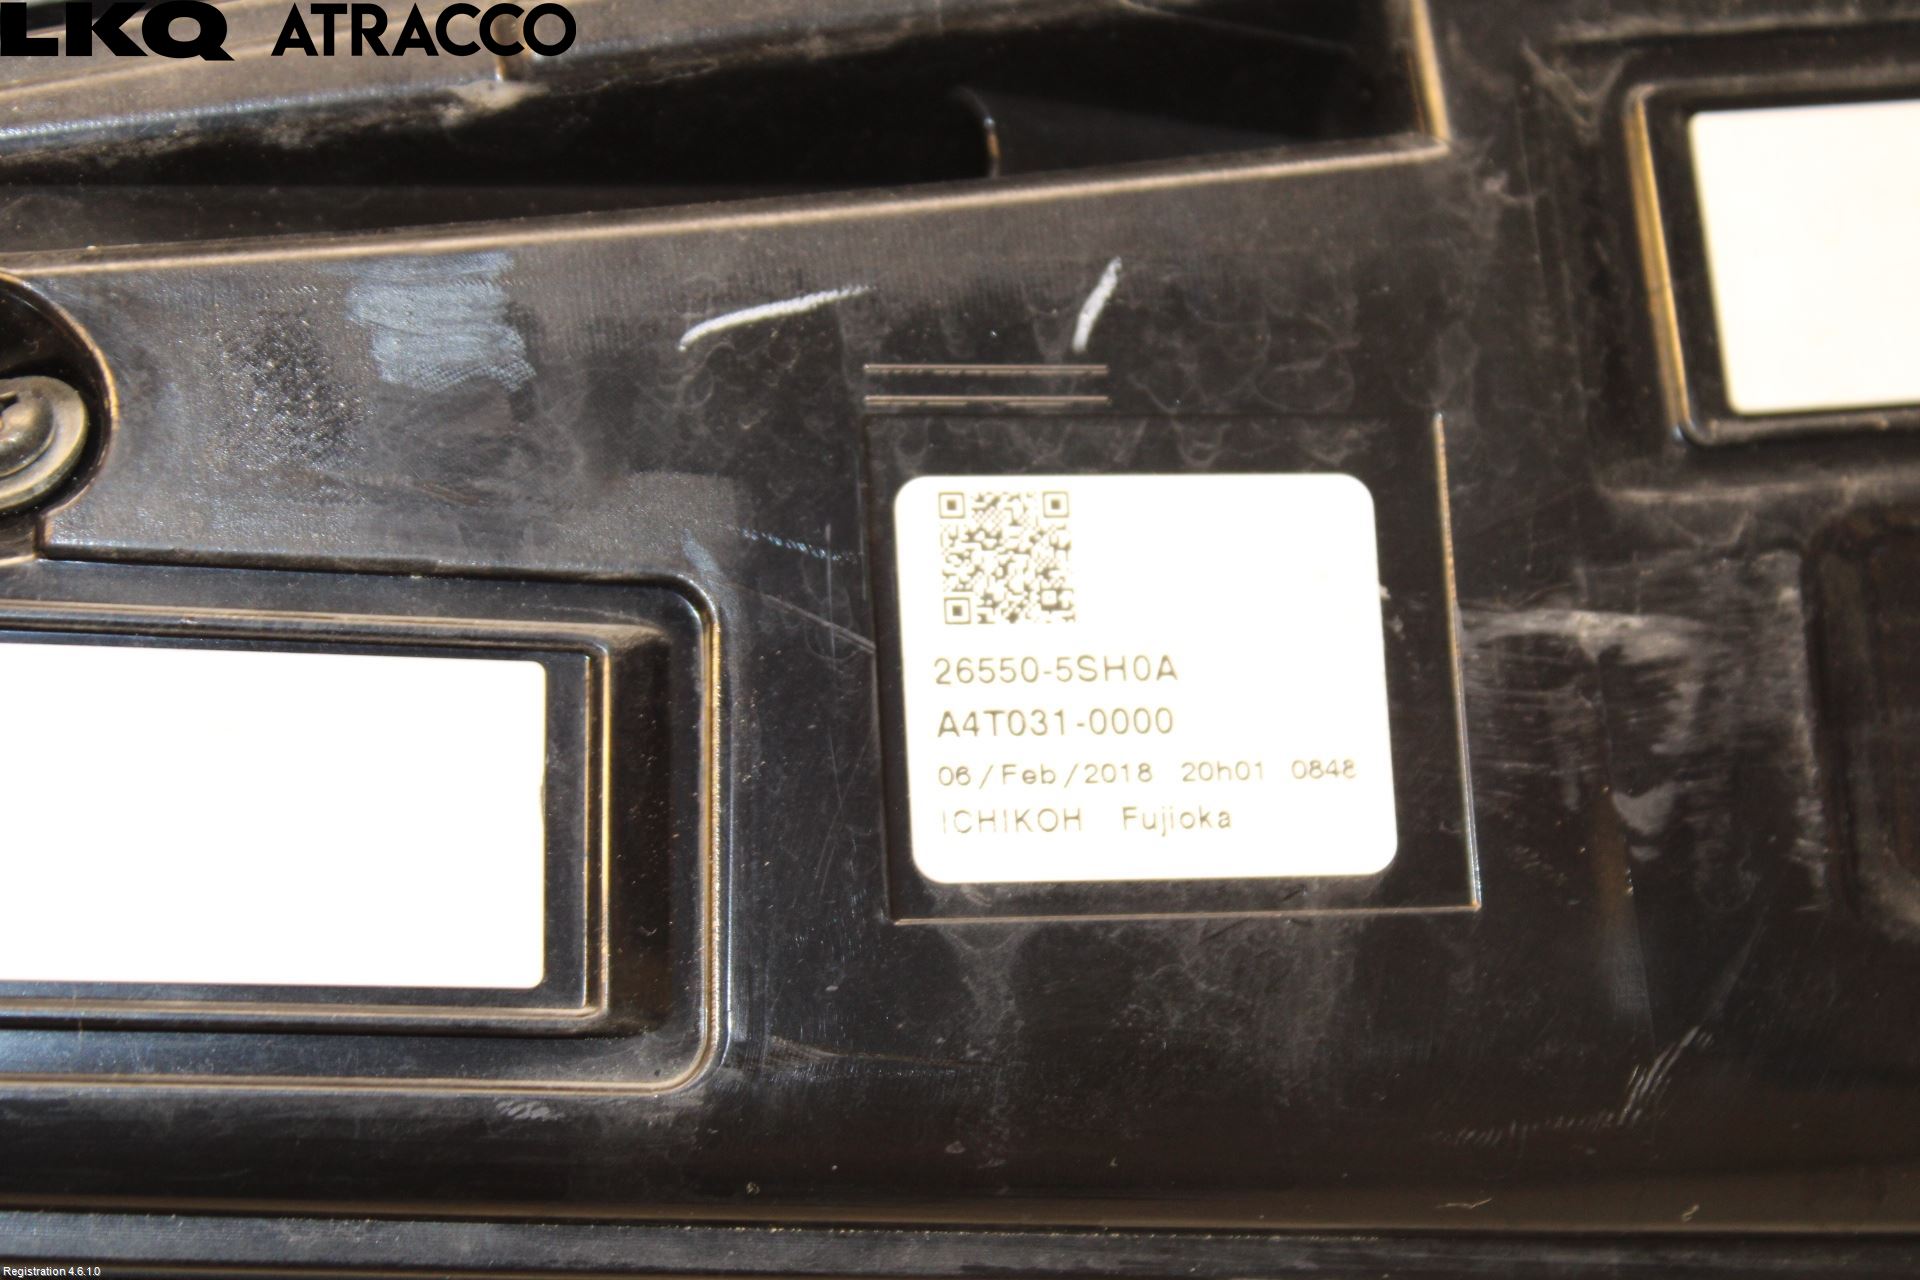 LKQ ATRACCO
26550-5SH0A
A4T031-0000
06/Feb/2018 20h01 0848
ICHIKOH Fujioka
Registration 4.6.1.0